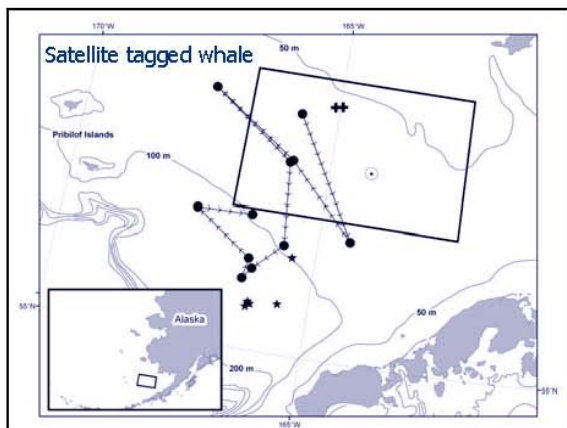 170°W
165°W
Satellite tagged whale
50 m
Pribilof Islands
100 m
55°N
Alaska
50 m
200 m
165°W
55°N